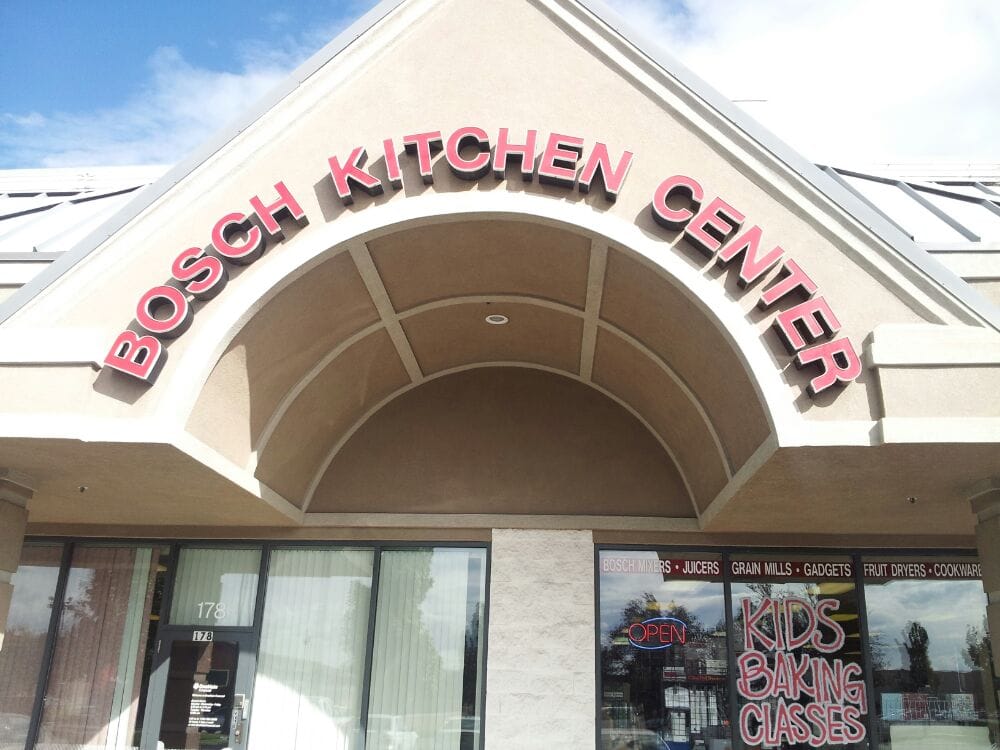 BOSCH KITCHEN CENTER
BOSCH MIXERS • JUICERS
GRAIN MILLS • GADGETS
FRUIT DRYERS • COOKWARE
178
178
OPEN
KIDS
BAKING
CLASSES